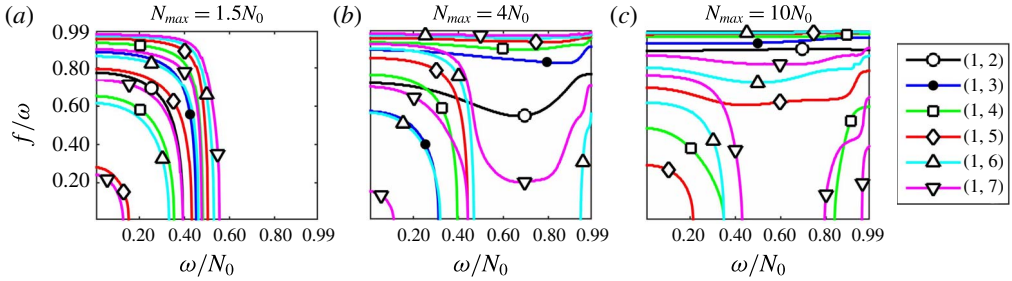 (a) N_max = 1.5N_0
(b) N_max = 4N_0
(c) N_max = 10N_0
f/ω
0.99
0.80
0.60
0.40
0.20
0.20 0.40 0.60 0.80 0.99
0.20 0.40 0.60 0.80 0.99
0.20 0.40 0.60 0.80 0.99
ω/N_0
ω/N_0
ω/N_0
(1, 2)
(1, 3)
(1, 4)
(1, 5)
(1, 6)
(1, 7)